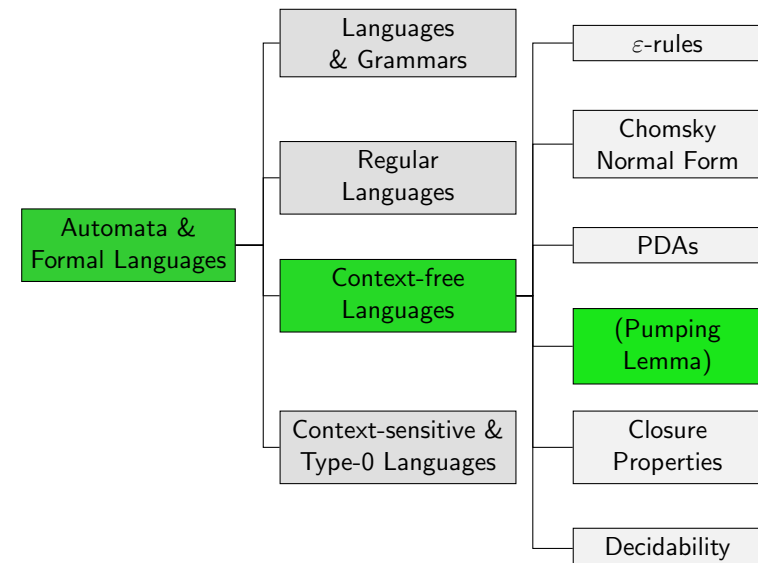 Automata &
Formal Languages
Languages
& Grammars
Regular
Languages
Context-free
Languages
Context-sensitive &
Type-0 Languages
ε-rules
Chomsky
Normal Form
PDAs
(Pumping
Lemma)
Closure
Properties
Decidability